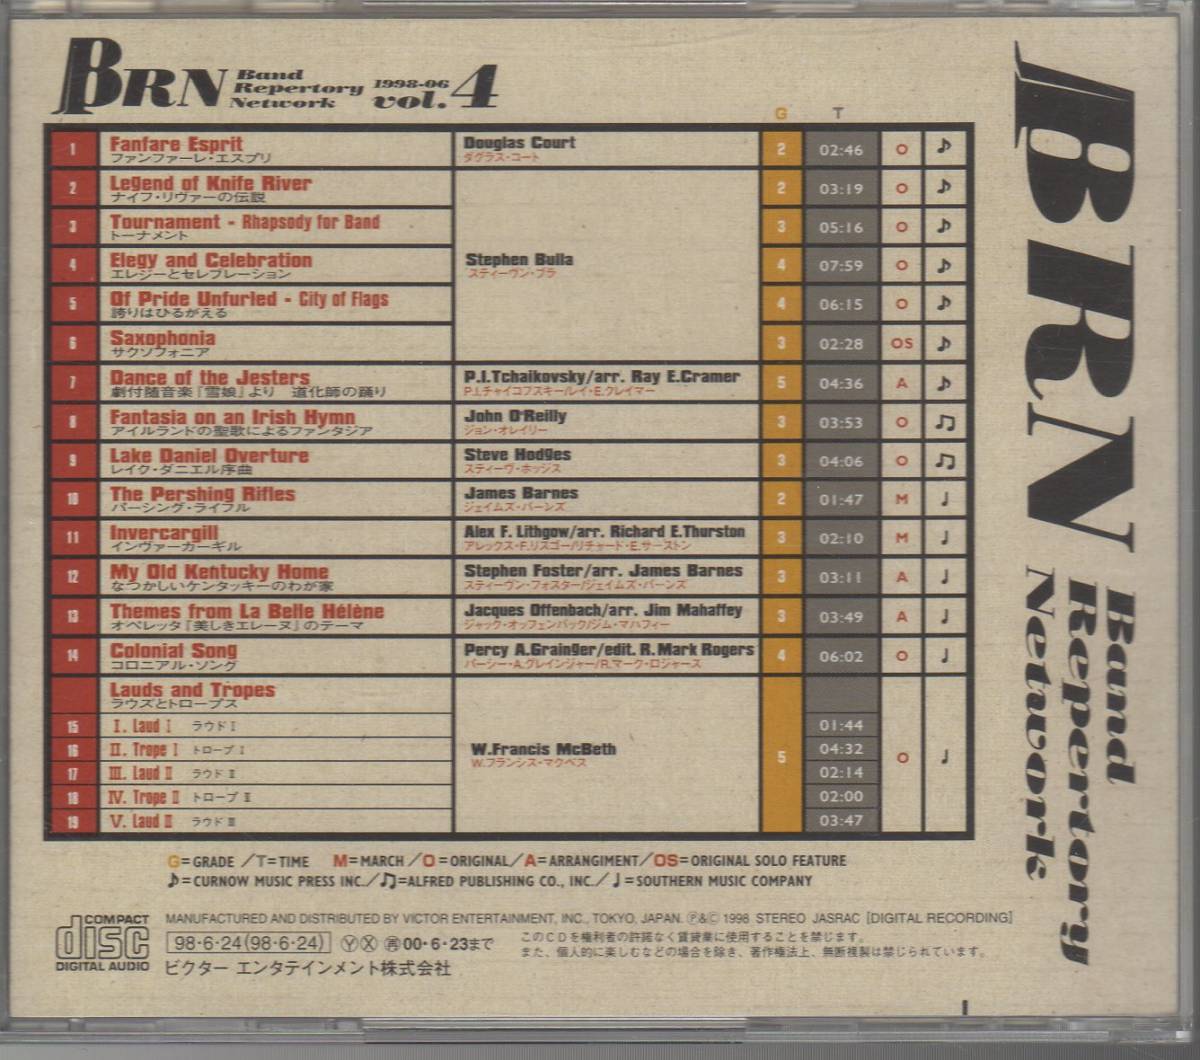 BRN Band Repertory Network 1998-06 vol.4
G T
1 Fanfare Esprit Douglas Court 2 02:46 O ♪
ファンファーレ・エスプリ ダグラス・コート
2 Legend of Knife River 2 03:19 O ♪
ナイフ・リヴァーの伝説
3 Tournament - Rhapsody for Band 3 05:16 O ♪
トーナメント
4 Elegy and Celebration Stephen Bulla 4 07:59 O ♪
エレジーとセレブレーション スティーヴン・ブラ
5 Of Pride Unfurled - City of Flags 4 06:15 O ♪
誇りはひるがえる
6 Saxophonia 3 02:28 OS ♪
サクソフォニア
7 Dance of the Jesters P.I.Tchaikovsky/arr. Ray E.Cramer 5 04:36 A ♪
劇付随音楽『雪娘』より 道化師の踊り P.I.チャイコフスキー/レイ・E.クレイマー
8 Fantasia on an Irish Hymn John O'Reilly 3 03:53 O ♫
アイルランドの聖歌によるファンタジア ジョン・オレイリー
9 Lake Daniel Overture Steve Hodges 3 04:06 O ♫
レイク・ダニエル序曲 スティーヴ・ホッジス
10 The Pershing Rifles James Barnes 2 01:47 M ♩
パーシング・ライフル ジェイムズ・バーンズ
11 Invercargill Alex F. Lithgow/arr. Richard E.Thurston 3 02:10 M ♩
インヴァーカーギル アレックス・F.リスゴー/リチャード・E.サーストン
12 My Old Kentucky Home Stephen Foster/arr. James Barnes 3 03:11 A ♩
なつかしいケンタッキーのわが家 スティーヴン・フォスター/ジェイムズ・バーンズ
13 Themes from La Belle Hélène Jacques Offenbach/arr. Jim Mahaffey 3 03:49 A ♩
オペレッタ『美しきエレーヌ』のテーマ ジャック・オッフェンバック/ジム・マハフィー
14 Colonial Song Percy A.Grainger/edit. R.Mark Rogers 4 06:02 O ♩
コロニアル・ソング パーシー・A.グレインジャー/R.マーク・ロジャース
Lauds and Tropes
ラウズとトロープス
15 I. Laud I ラウド I 01:44
16 II. Trope I トロープ I W.Francis McBeth 04:32
W.フランシス・マクベス 5 O ♩
17 III. Laud II ラウド II 02:14
18 IV. Trope II トロープ II 02:00
19 V. Laud III ラウド III 03:47
G=GRADE /T=TIME M=MARCH /O=ORIGINAL/A=ARRANGIMENT/OS=ORIGINAL SOLO FEATURE
♪=CURNOW MUSIC PRESS INC./♫=ALFRED PUBLISHING CO., INC./♩=SOUTHERN MUSIC COMPANY
COMPACT disc DIGITAL AUDIO
MANUFACTURED AND DISTRIBUTED BY VICTOR ENTERTAINMENT, INC., TOKYO, JAPAN. Ⓟ&Ⓒ 1998 STEREO JASRAC [DIGITAL RECORDING]
98・6・24(98・6・24) Ⓨ Ⓧ ㊢00・6・23まで
このCDを権利者の許諾なく賃貸業に使用することを禁じます。
また、個人的に楽しむなどの場合を除き、著作権法上、無断複製は禁じられています。
ビクター エンタテインメント株式会社
BRN Band Repertory Network